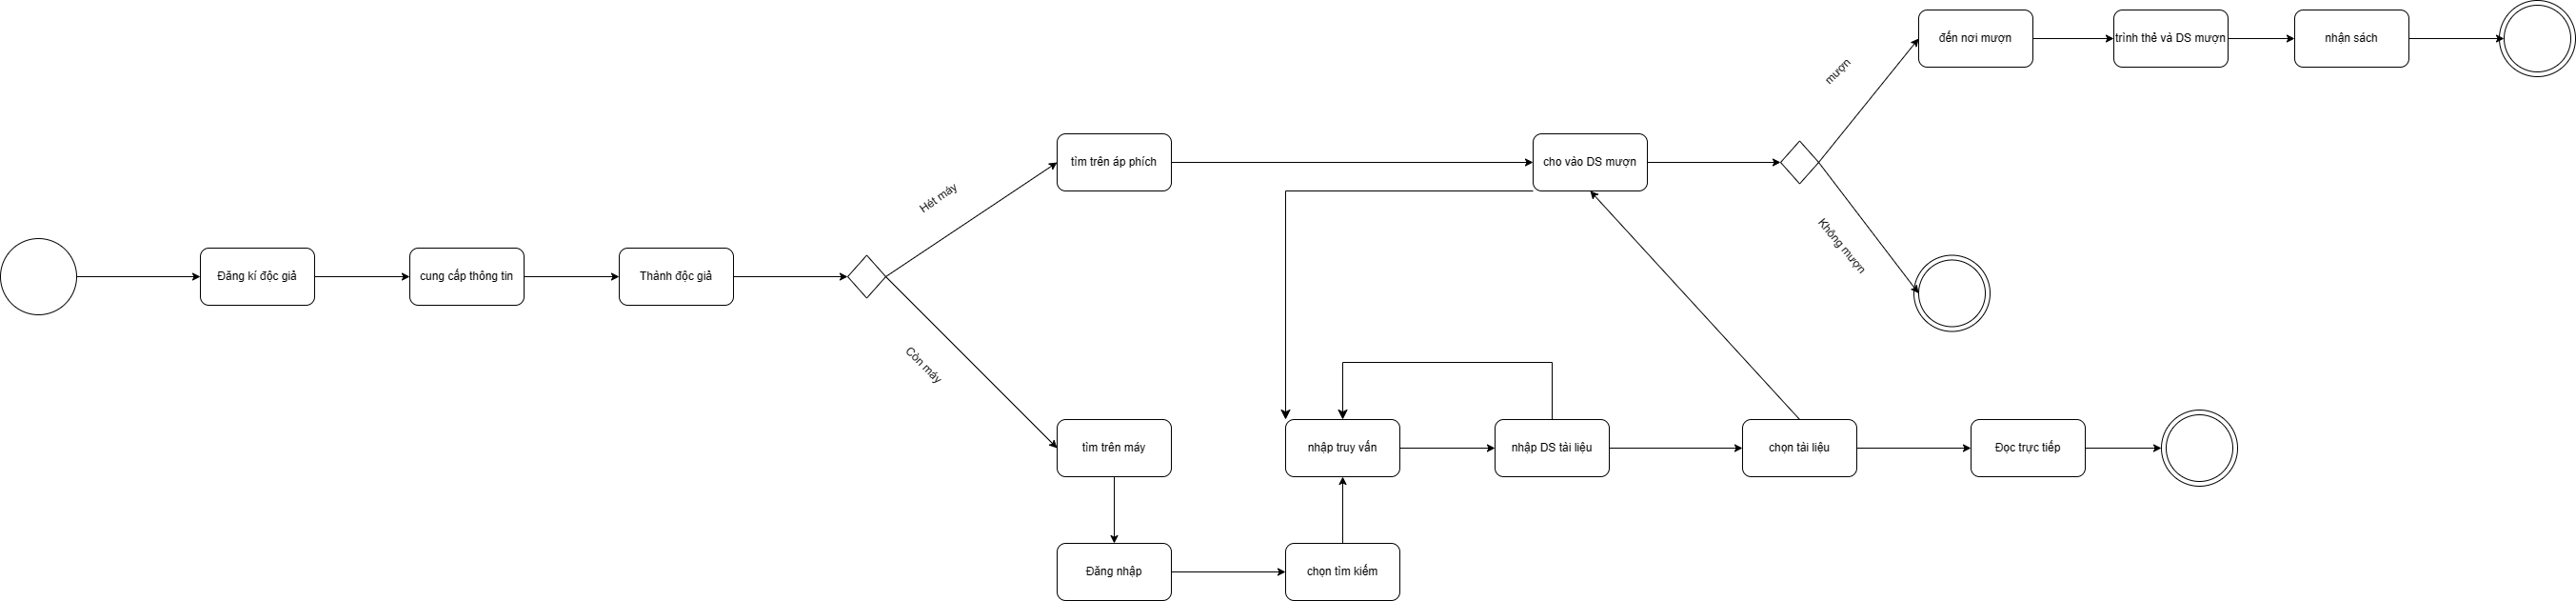 đến nơi mượn
trình thẻ và DS mượn
nhận sách
mượn
tìm trên áp phích
cho vào DS mượn
Hét máy
Không mượn
Đăng kí độc giả
cung cấp thông tin
Thành độc giả
Còn máy
tìm trên máy
nhập truy vấn
nhập DS tài liệu
chọn tài liệu
Đọc trực tiếp
Đăng nhập
chọn tìm kiếm